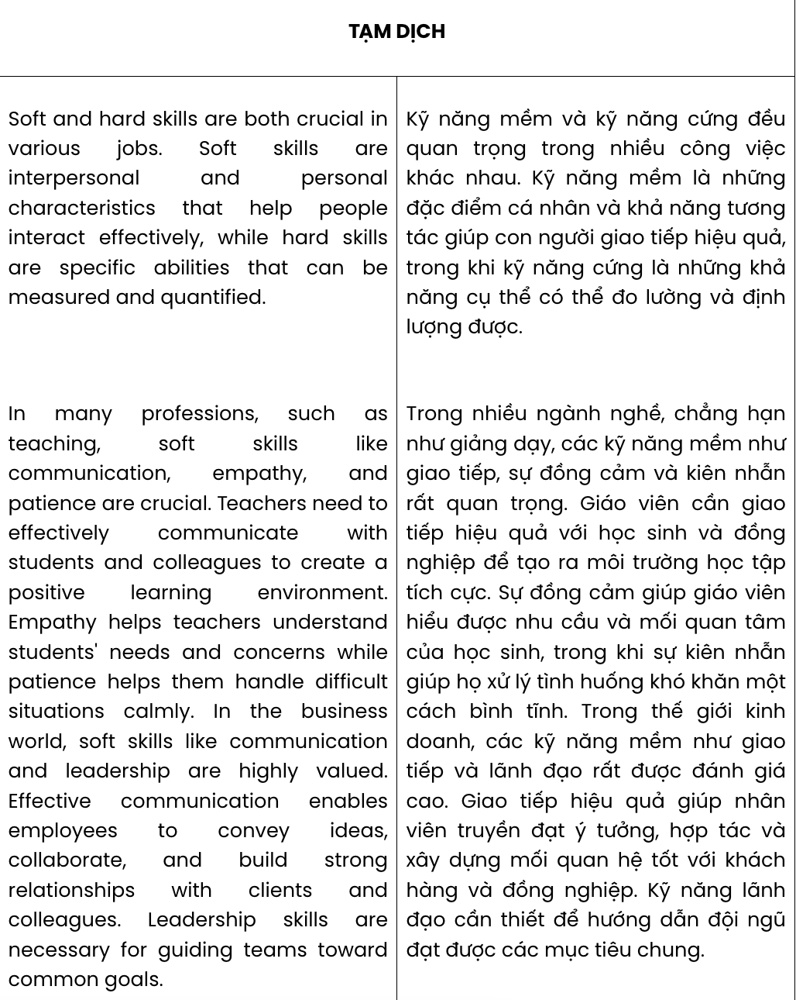 TẠM DỊCH
Soft and hard skills are both crucial in
various jobs. Soft skills are
interpersonal and personal
characteristics that help people
interact effectively, while hard skills
are specific abilities that can be
measured and quantified.
Kỹ năng mềm và kỹ năng cứng đều
quan trọng trong nhiều công việc
khác nhau. Kỹ năng mềm là những
đặc điểm cá nhân và khả năng tương
tác giúp con người giao tiếp hiệu quả,
trong khi kỹ năng cứng là những khả
năng cụ thể có thể đo lường và định
lượng được.
In many professions, such as
teaching, soft skills like
communication, empathy, and
patience are crucial. Teachers need to
effectively communicate with
students and colleagues to create a
positive learning environment.
Empathy helps teachers understand
students' needs and concerns while
patience helps them handle difficult
situations calmly. In the business
world, soft skills like communication
and leadership are highly valued.
Effective communication enables
employees to convey ideas,
collaborate, and build strong
relationships with clients and
colleagues. Leadership skills are
necessary for guiding teams toward
common goals.
Trong nhiều ngành nghề, chẳng hạn
như giảng dạy, các kỹ năng mềm như
giao tiếp, sự đồng cảm và kiên nhẫn
rất quan trọng. Giáo viên cần giao
tiếp hiệu quả với học sinh và đồng
nghiệp để tạo ra môi trường học tập
tích cực. Sự đồng cảm giúp giáo viên
hiểu được nhu cầu và mối quan tâm
của học sinh, trong khi sự kiên nhẫn
giúp họ xử lý tình huống khó khăn một
cách bình tĩnh. Trong thế giới kinh
doanh, các kỹ năng mềm như giao
tiếp và lãnh đạo rất được đánh giá
cao. Giao tiếp hiệu quả giúp nhân
viên truyền đạt ý tưởng, hợp tác và
xây dựng mối quan hệ tốt với khách
hàng và đồng nghiệp. Kỹ năng lãnh
đạo cần thiết để hướng dẫn đội ngũ
đạt được các mục tiêu chung.